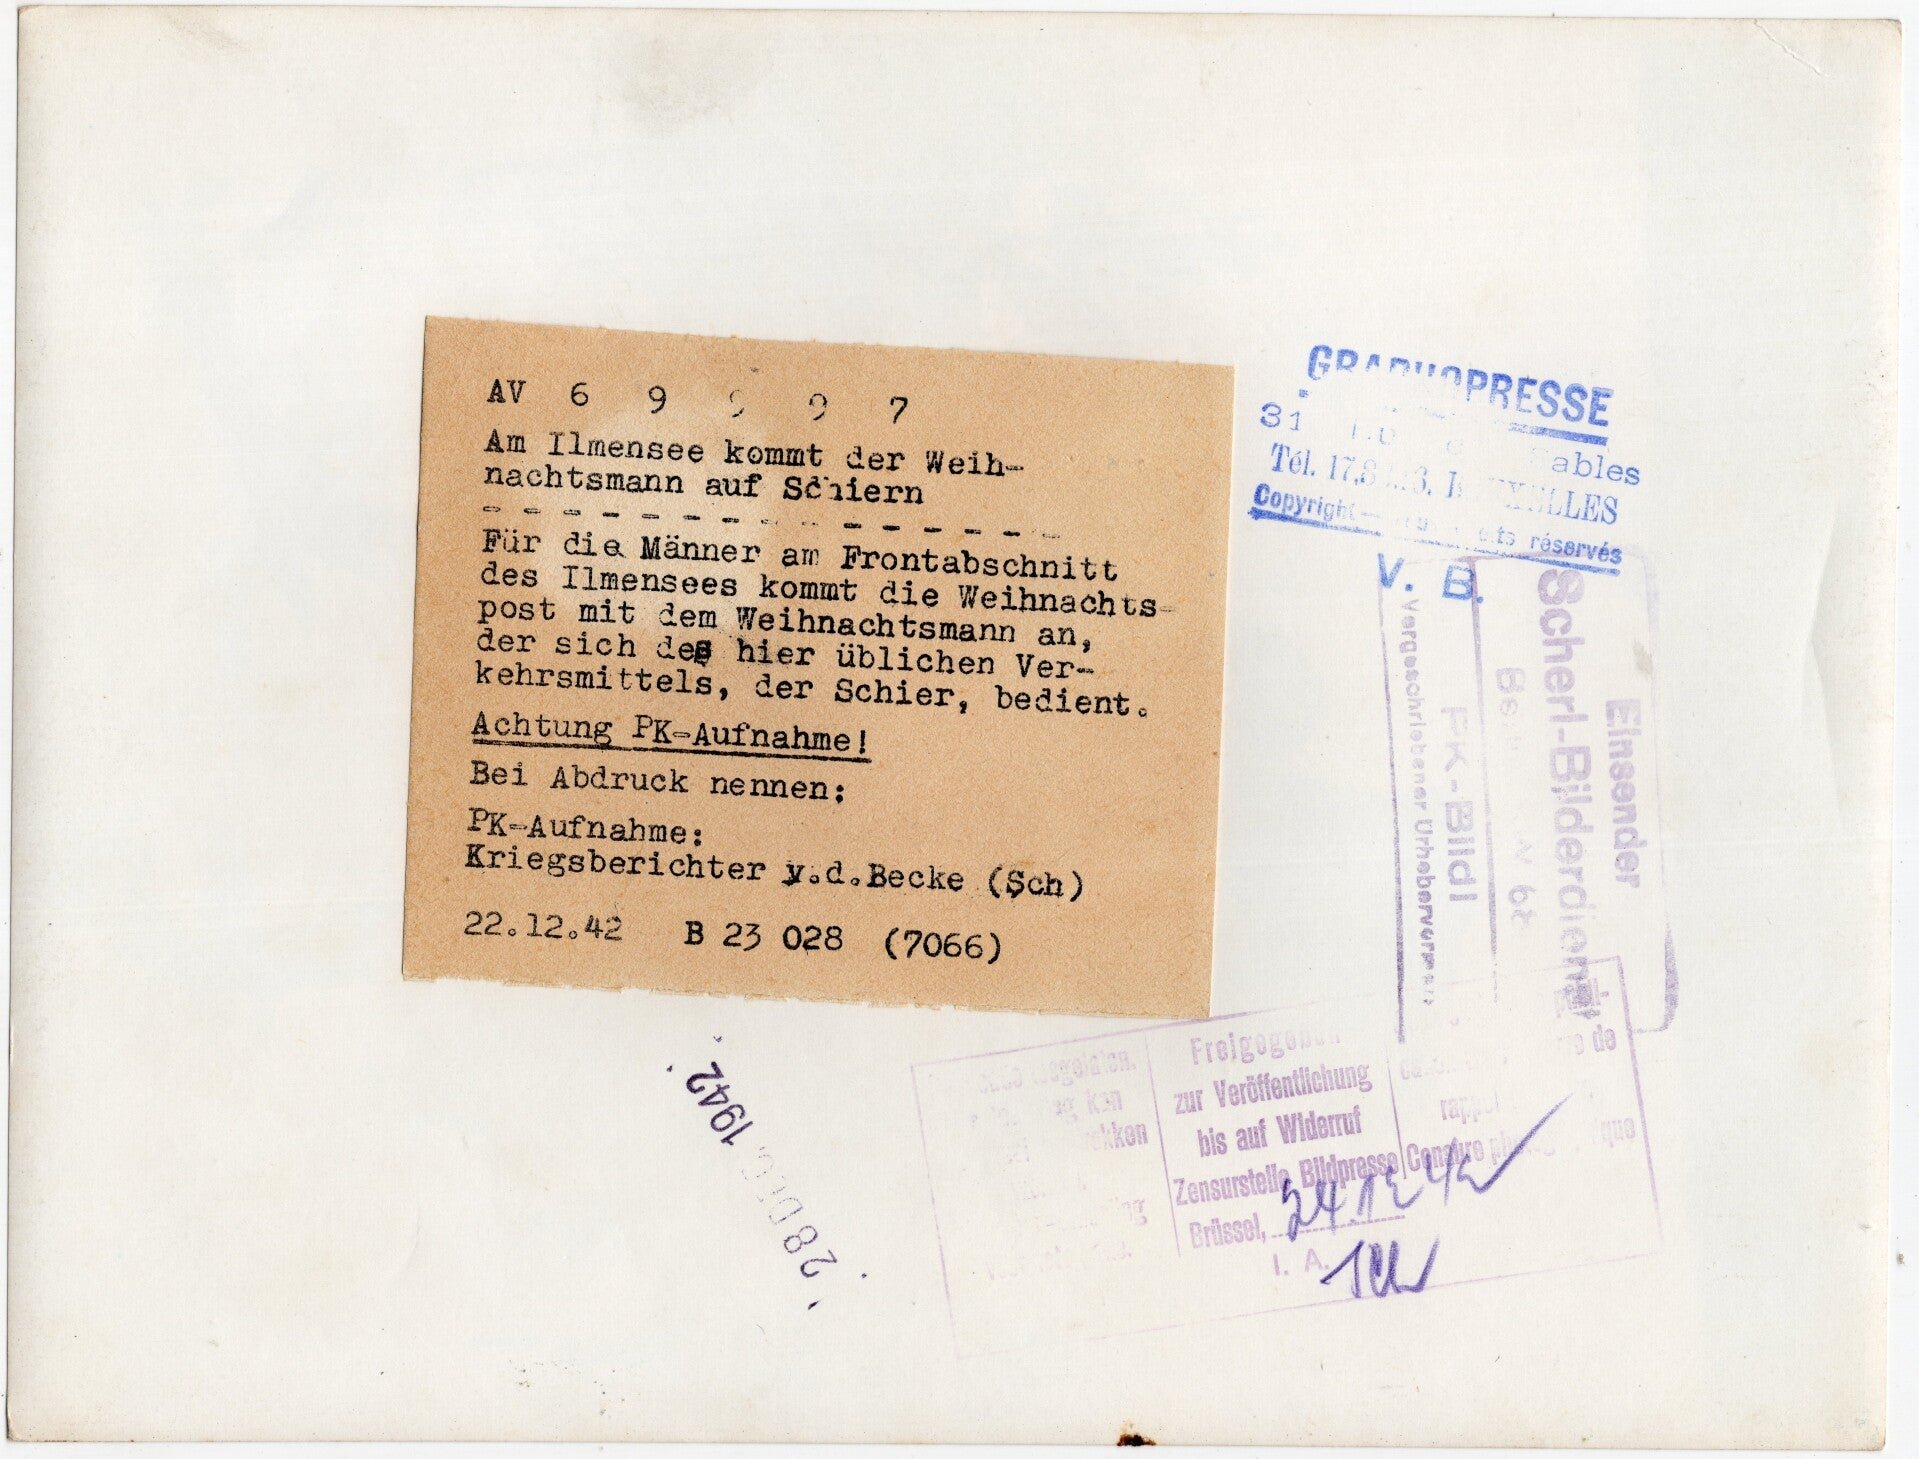 AV 6 9 9 9 7
Am Ilmensee kommt der Weih-
nachtsmann auf Schiern
Für die Männer am Frontabschnitt
des Ilmensees kommt die Weihnachts-
post mit dem Weihnachtsmann an,
der sich des hier üblichen Ver-
kehrsmittels, der Schier, bedient.
Achtung PK-Aufnahme!
Bei Abdruck nennen:
PK-Aufnahme:
Kriegsberichter v.d.Becke (Sch)
22.12.42 B 23 028 (7066)
GRAPHOPRESSE
31
ables
Tél. BRUXELLES
Copyright réservés
V. B.
Einsender
Scherl-Bilderdienst
PK-Bild!
Vergeschriebener Urhebervermerk
Freigegeben
zur Veröffentlichung
bis auf Widerruf
Zensurstelle Bildpresse
Brüssel, 24.12.42
I. A.
Censure
28 DEC. 1942